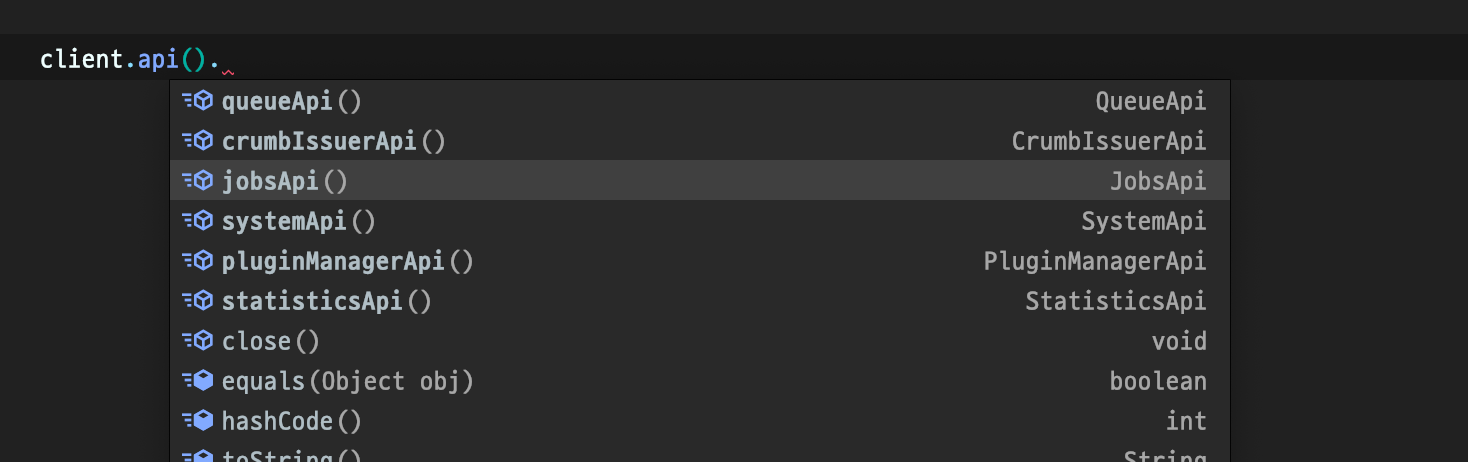 client.api().
queueApi() QueueApi
crumbIssuerApi() CrumbIssuerApi
jobsApi() JobsApi
systemApi() SystemApi
pluginManagerApi() PluginManagerApi
statisticsApi() StatisticsApi
close() void
equals(Object obj) boolean
hashCode() int
toString() String